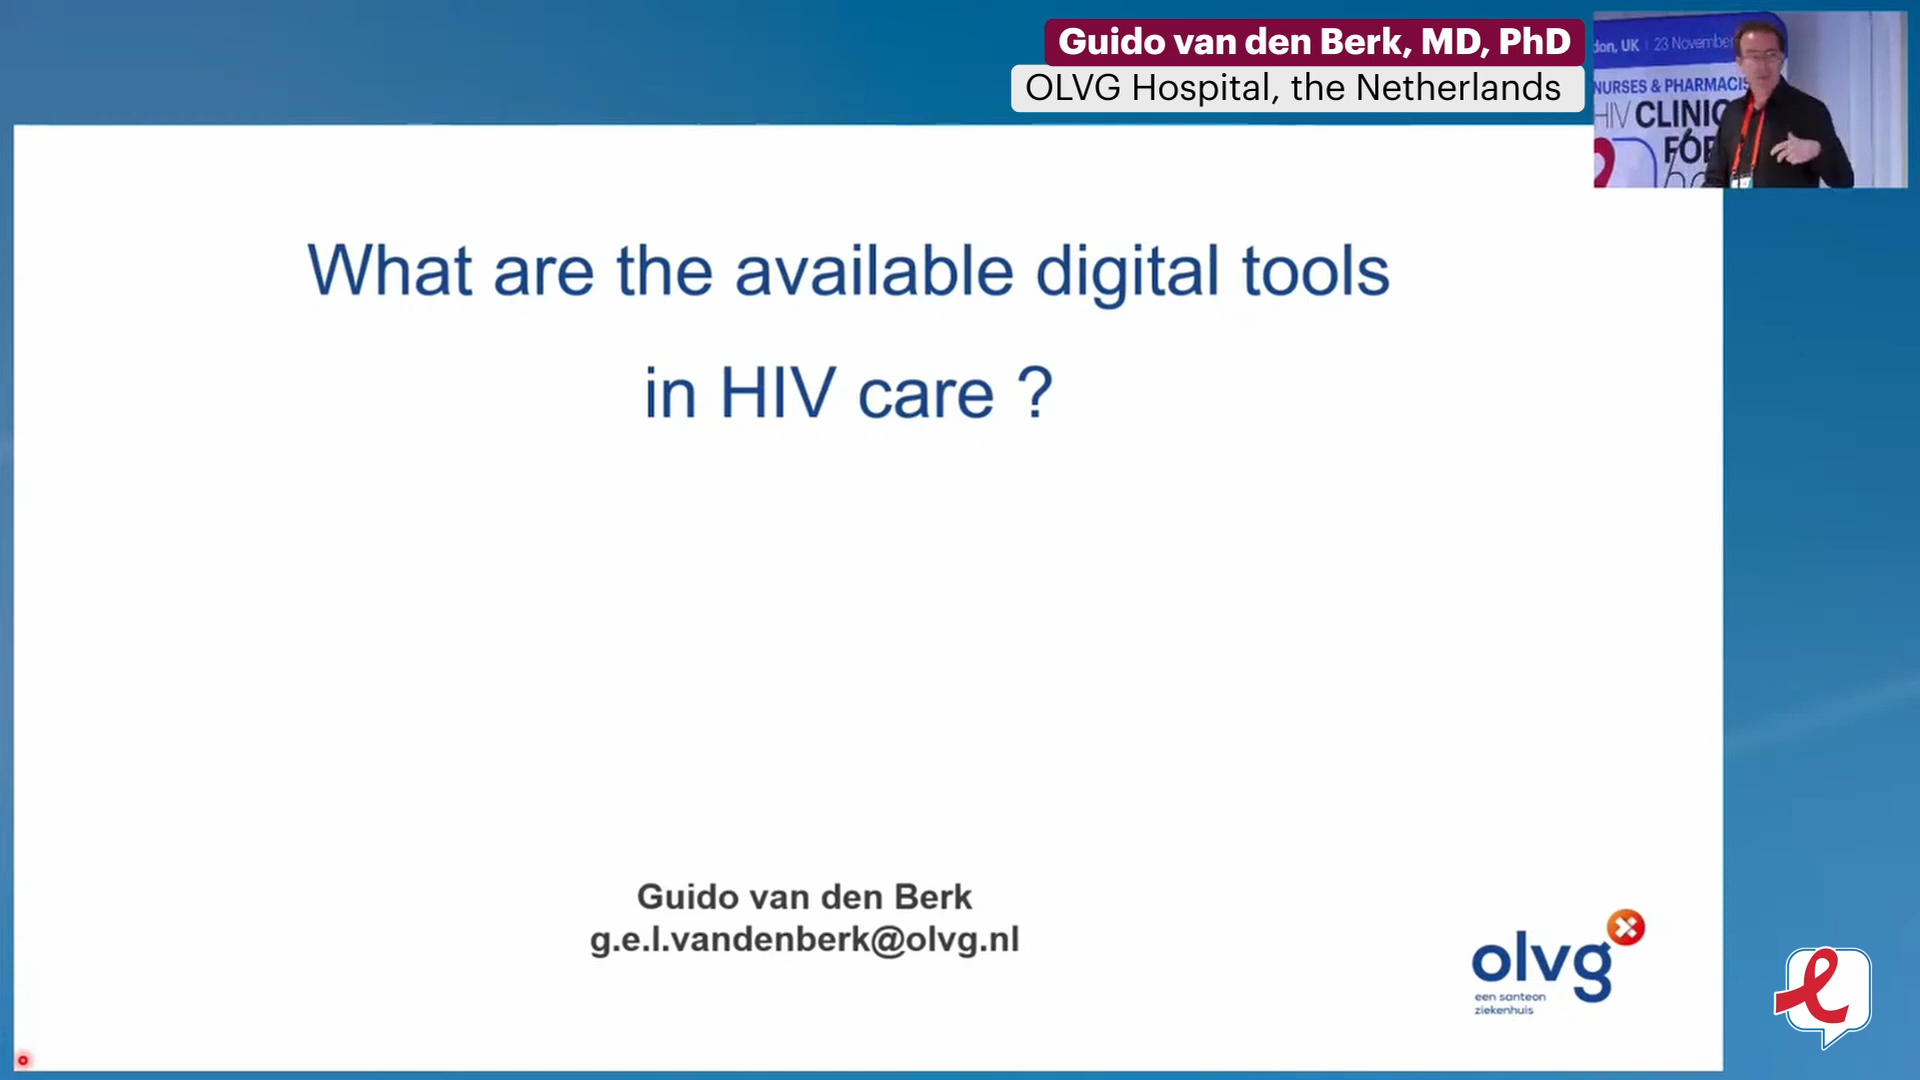 Guido van den Berk, MD, PhD
OLVG Hospital, the Netherlands
UK | 23 November
NURSES &
HIV CLINIC
What are the available digital tools
in HIV care ?
Guido van den Berk
g.e.l.vandenberk@olvg.nl
olvg
een santeon
ziekenhuis